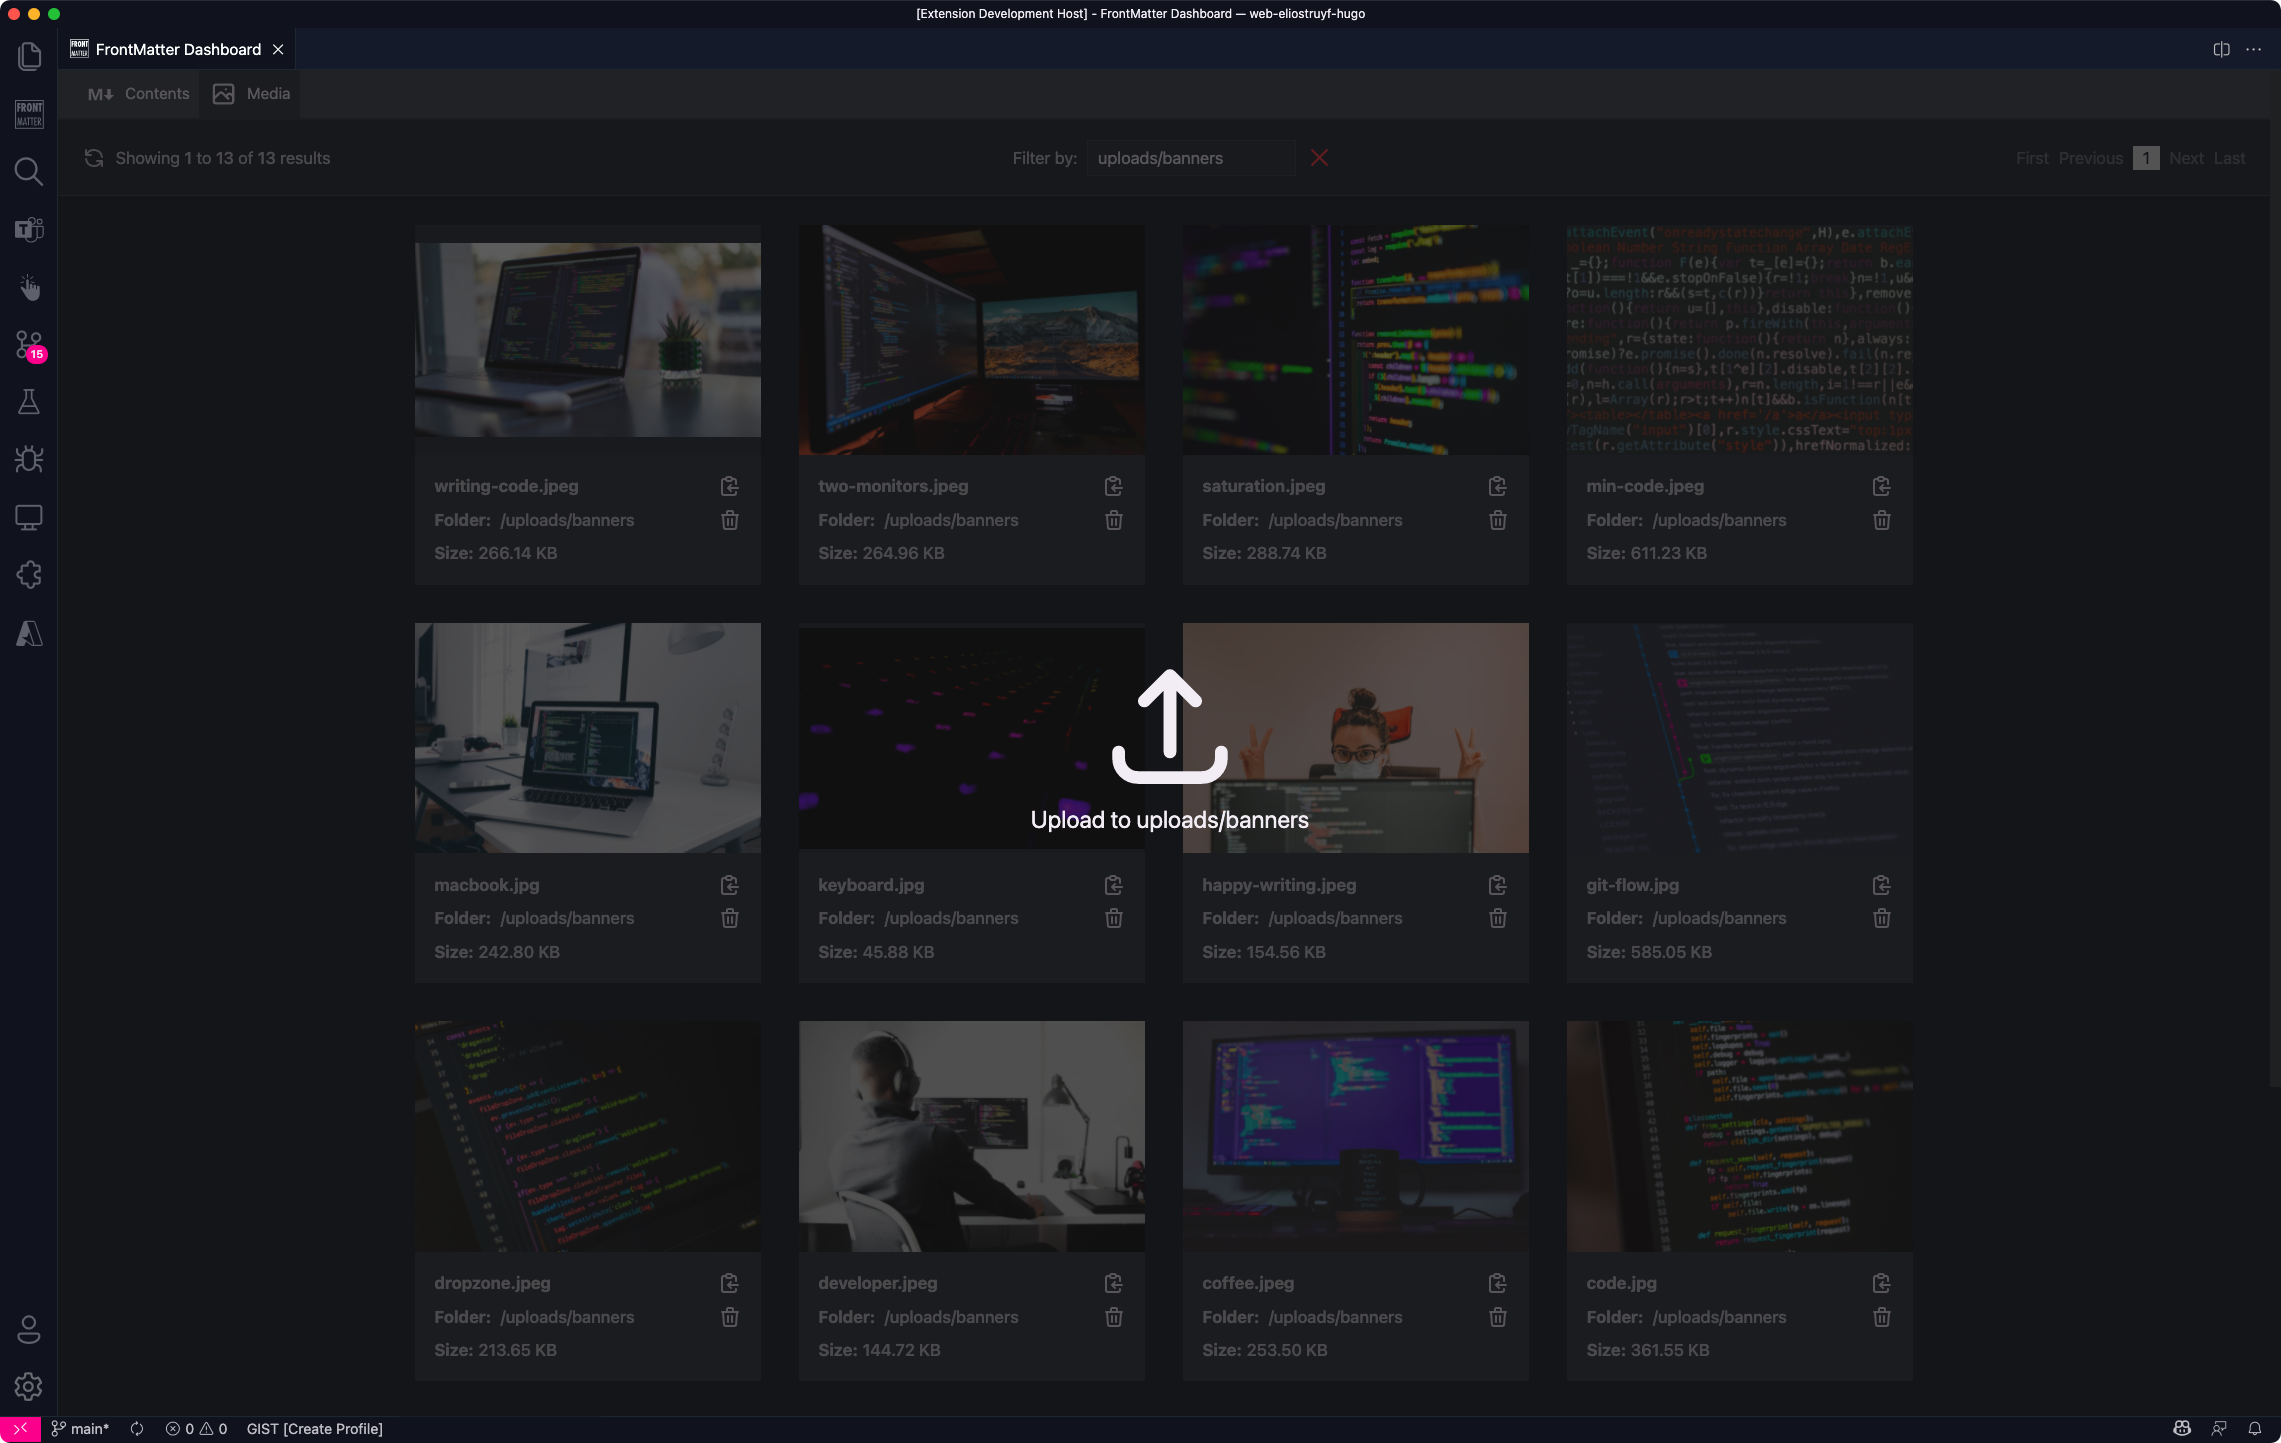 [Extension Development Host] - FrontMatter Dashboard — web-eliostruyf-hugo
FRONT MATTER FrontMatter Dashboard
FRONT MATTER
M Contents Media
Showing 1 to 13 of 13 results
Filter by: uploads/banners
First Previous 1 Next Last
15
writing-code.jpeg
Folder: /uploads/banners
Size: 266.14 KB
two-monitors.jpeg
Folder: /uploads/banners
Size: 264.96 KB
saturation.jpeg
Folder: /uploads/banners
Size: 288.74 KB
min-code.jpeg
Folder: /uploads/banners
Size: 611.23 KB
Upload to uploads/banners
macbook.jpg
Folder: /uploads/banners
Size: 242.80 KB
keyboard.jpg
Folder: /uploads/banners
Size: 45.88 KB
happy-writing.jpeg
Folder: /uploads/banners
Size: 154.56 KB
git-flow.jpg
Folder: /uploads/banners
Size: 585.05 KB
dropzone.jpeg
Folder: /uploads/banners
Size: 213.65 KB
developer.jpeg
Folder: /uploads/banners
Size: 144.72 KB
coffee.jpeg
Folder: /uploads/banners
Size: 253.50 KB
code.jpg
Folder: /uploads/banners
Size: 361.55 KB
main* 0 0 GIST [Create Profile]